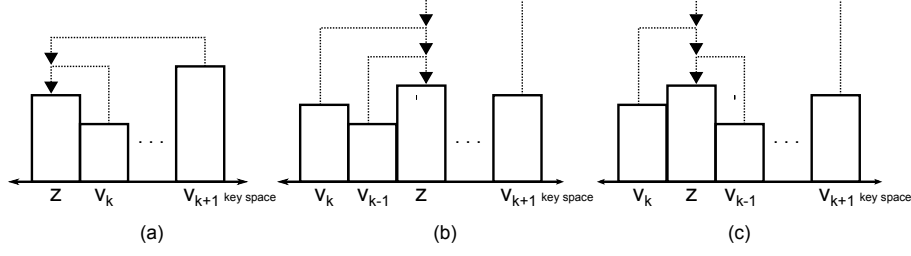 . . .
z v_k v_{k+1} key space
(a)
. . .
v_k v_{k-1} z v_{k+1} key space
(b)
. . .
v_k z v_{k-1} v_{k+1} key space
(c)